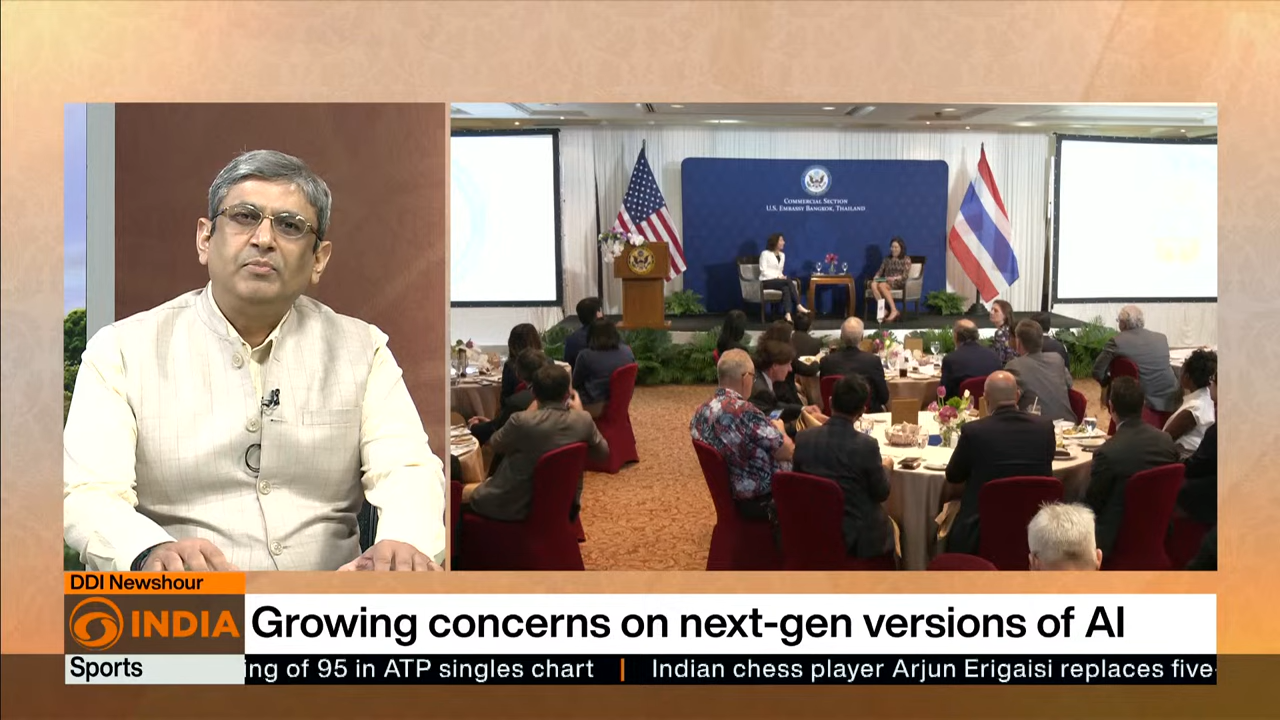 COMMERCIAL SECTION
U.S. EMBASSY BANGKOK, THAILAND
DDI Newshour
INDIA
Growing concerns on next-gen versions of AI
Sports
ing of 95 in ATP singles chart | Indian chess player Arjun Erigaisi replaces five-